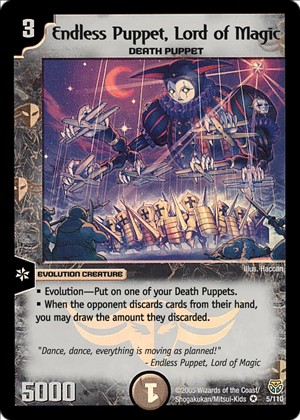 3
Endless Puppet, Lord of Magic
DEATH PUPPET
Illus. Haccan
EVOLUTION CREATURE
▪ Evolution—Put on one of your Death Puppets.
▪ When the opponent discards cards from their hand,
you may draw the amount they discarded.
"Dance, dance, everything is moving as planned!"
- Endless Puppet, Lord of Magic
5000
1
©2005 Wizards of the Coast/
Shogakukan/Mitsui-Kids 5/110